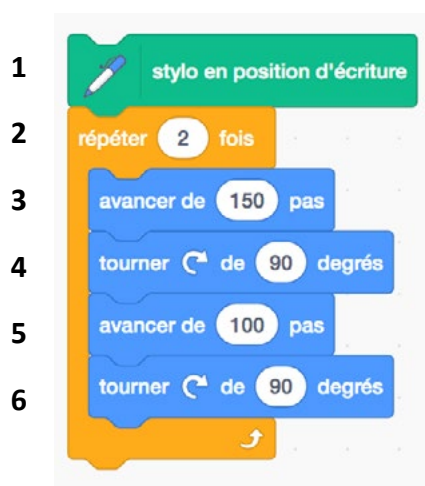 1 stylo en position d'écriture
2 répéter 2 fois
3 avancer de 150 pas
4 tourner de 90 degrés
5 avancer de 100 pas
6 tourner de 90 degrés